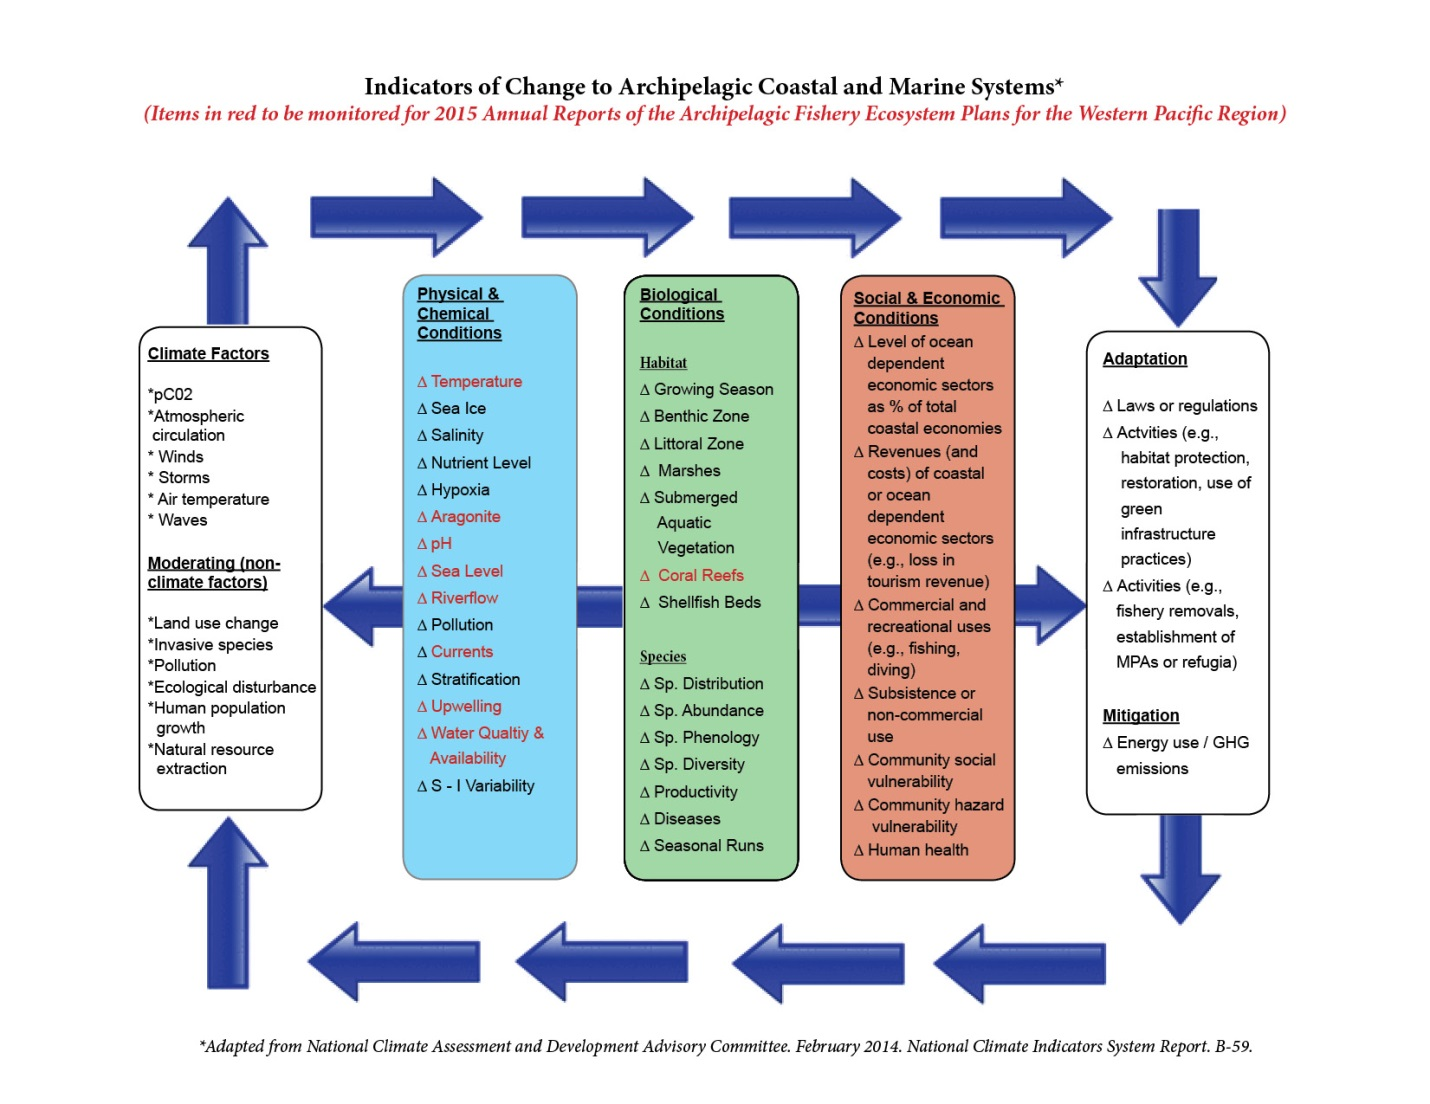 Indicators of Change to Archipelagic Coastal and Marine Systems*
(Items in red to be monitored for 2015 Annual Reports of the Archipelagic Fishery Ecosystem Plans for the Western Pacific Region)
Climate Factors
*pC02
*Atmospheric
circulation
* Winds
* Storms
* Air temperature
* Waves
Moderating (non-
climate factors)
*Land use change
*Invasive species
*Pollution
*Ecological disturbance
*Human population
growth
*Natural resource
extraction
Physical &
Chemical
Conditions
Δ Temperature
Δ Sea Ice
Δ Salinity
Δ Nutrient Level
Δ Hypoxia
Δ Aragonite
Δ pH
Δ Sea Level
Δ Riverflow
Δ Pollution
Δ Currents
Δ Stratification
Δ Upwelling
Δ Water Qualtiy &
Availability
Δ S - I Variability
Biological
Conditions
Habitat
Δ Growing Season
Δ Benthic Zone
Δ Littoral Zone
Δ Marshes
Δ Submerged
Aquatic
Vegetation
Δ Coral Reefs
Δ Shellfish Beds
Species
Δ Sp. Distribution
Δ Sp. Abundance
Δ Sp. Phenology
Δ Sp. Diversity
Δ Productivity
Δ Diseases
Δ Seasonal Runs
Social & Economic
Conditions
Δ Level of ocean
dependent
economic sectors
as % of total
coastal economies
Δ Revenues (and
costs) of coastal
or ocean
dependent
economic sectors
(e.g., loss in
tourism revenue)
Δ Commercial and
recreational uses
(e.g., fishing,
diving)
Δ Subsistence or
non-commercial
use
Δ Community social
vulnerability
Δ Community hazard
vulnerability
Δ Human health
Adaptation
Δ Laws or regulations
Δ Actvities (e.g.,
habitat protection,
restoration, use of
green
infrastructure
practices)
Δ Activities (e.g.,
fishery removals,
establishment of
MPAs or refugia)
Mitigation
Δ Energy use / GHG
emissions
*Adapted from National Climate Assessment and Development Advisory Committee. February 2014. National Climate Indicators System Report. B-59.